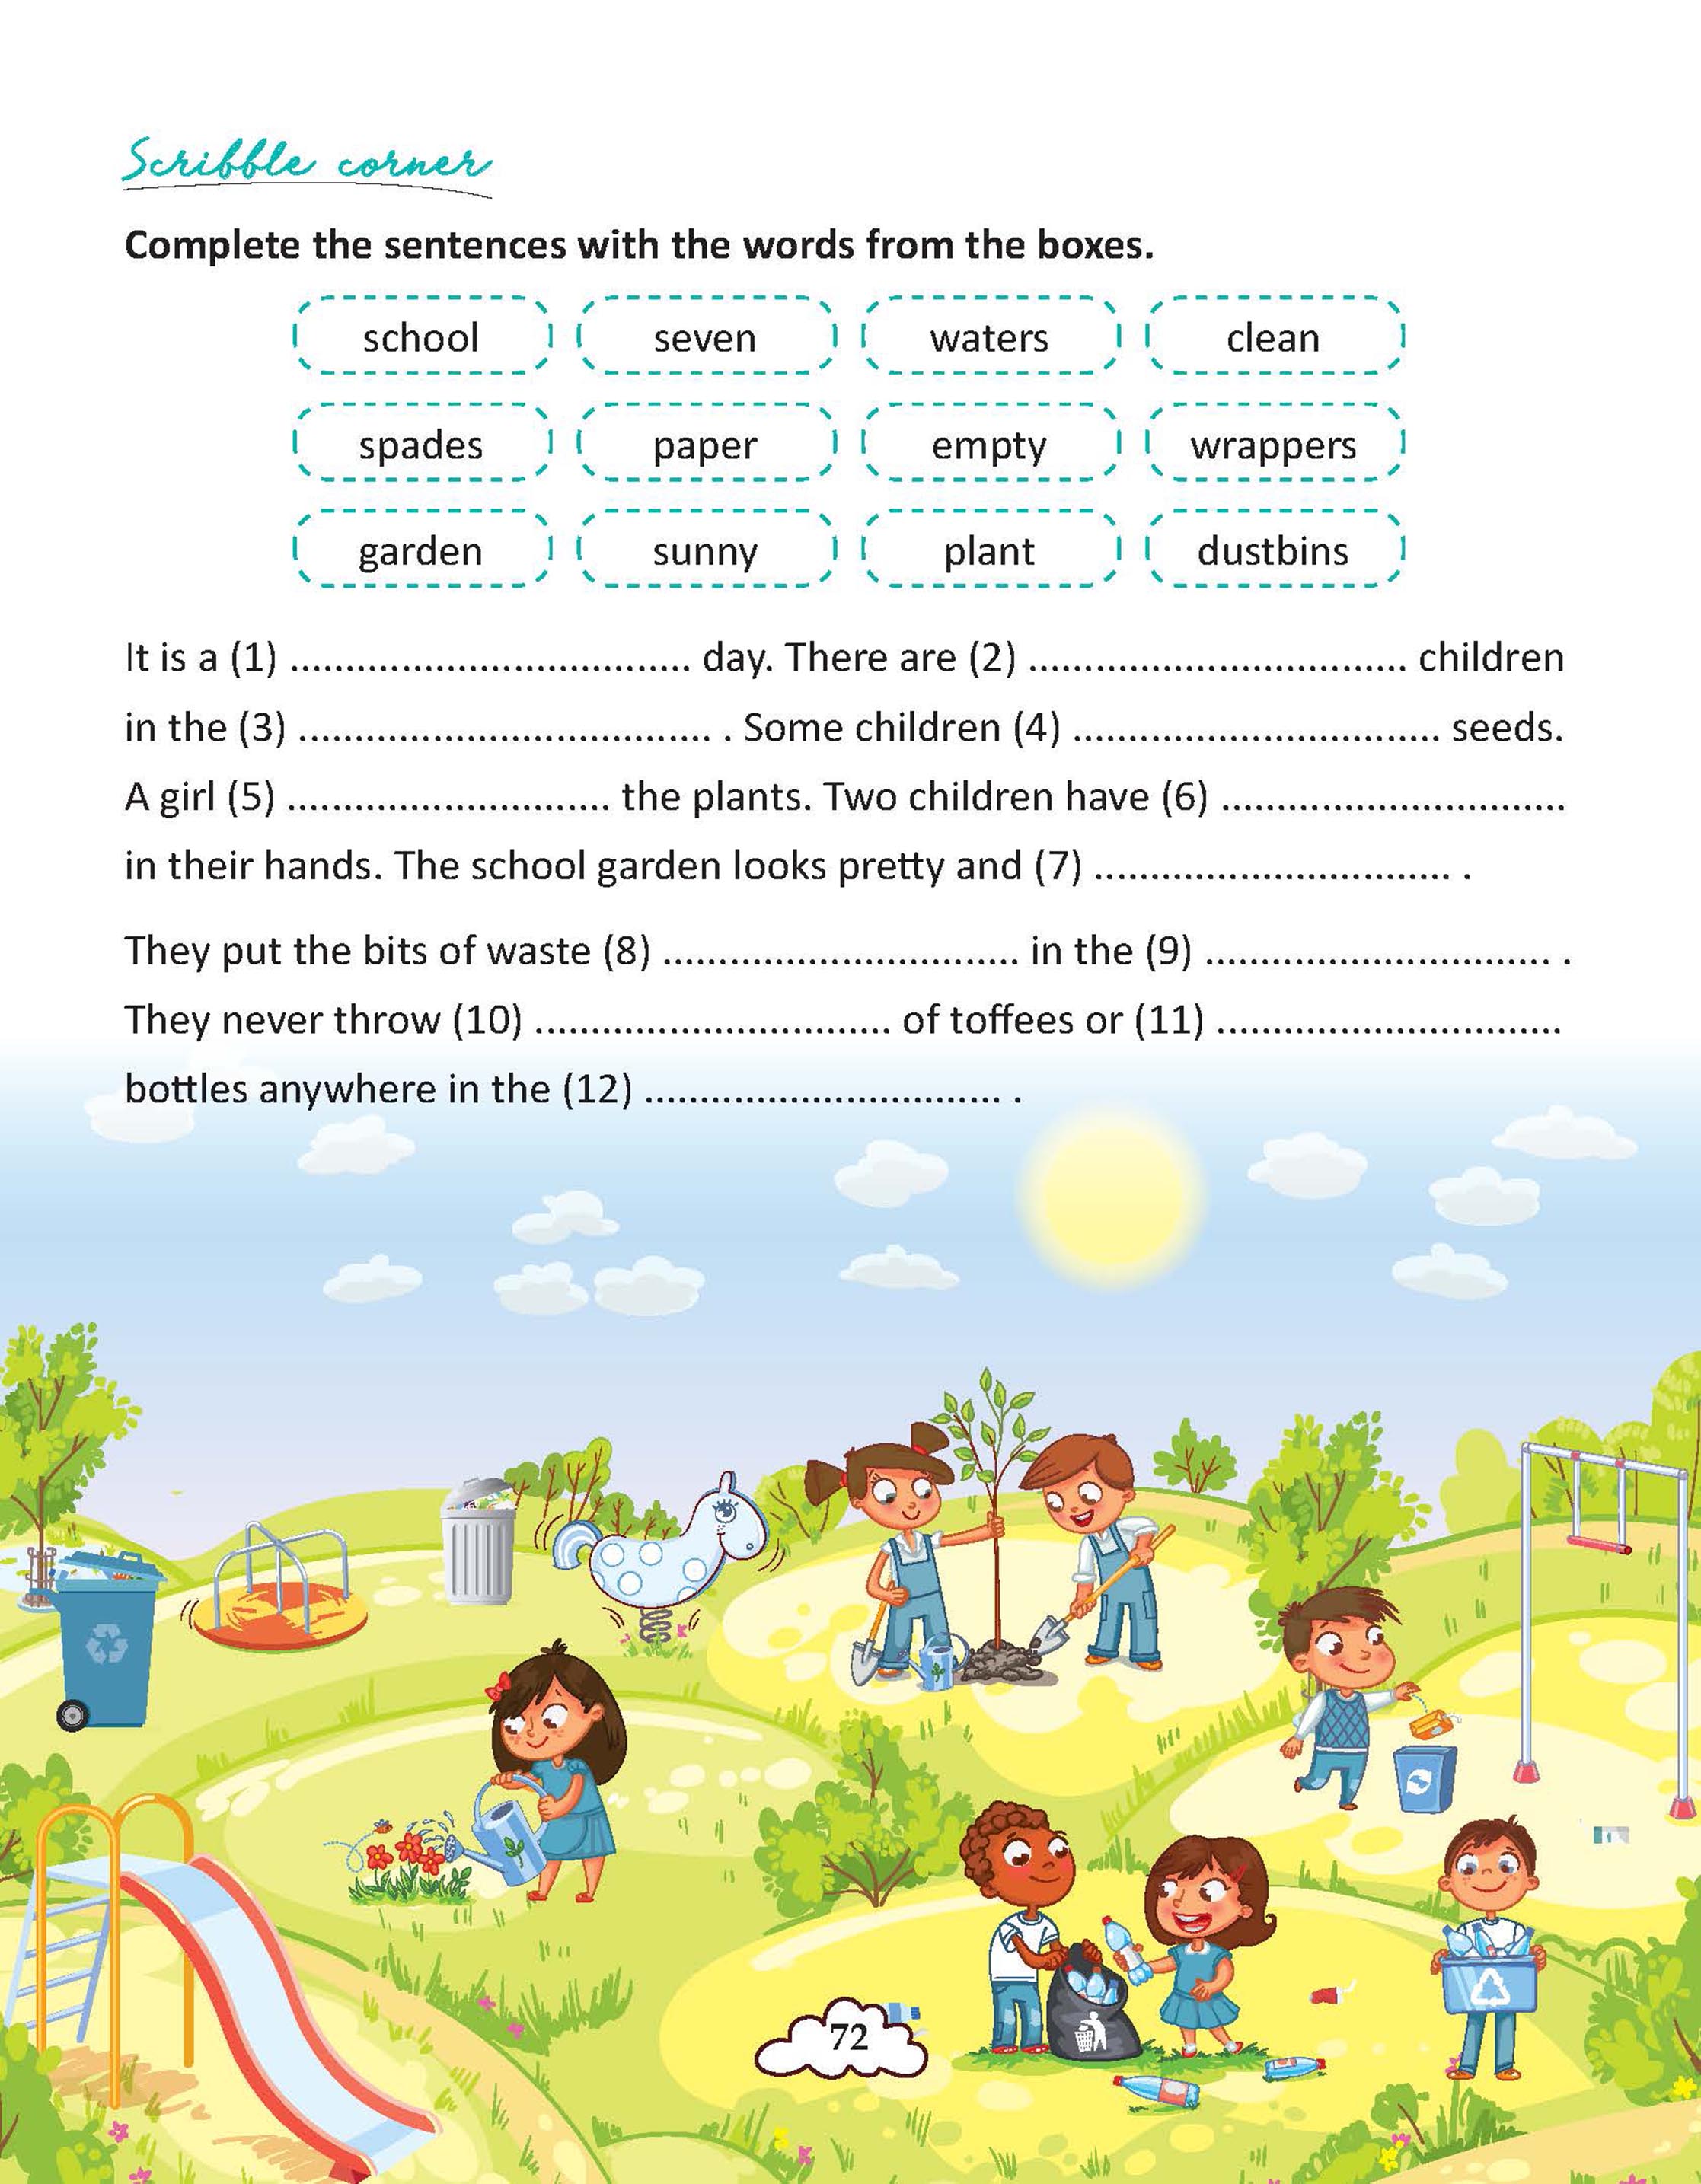 Scribble corner
Complete the sentences with the words from the boxes.
school seven waters clean
spades paper empty wrappers
garden sunny plant dustbins
It is a (1) .................................... day. There are (2) .................................. children
in the (3) ..................................... . Some children (4) ................................. seeds.
A girl (5) ............................. the plants. Two children have (6) ...............................
in their hands. The school garden looks pretty and (7) ................................ .
They put the bits of waste (8) ................................ in the (9) ............................... .
They never throw (10) ................................ of toffees or (11) ...............................
bottles anywhere in the (12) ................................ .
72